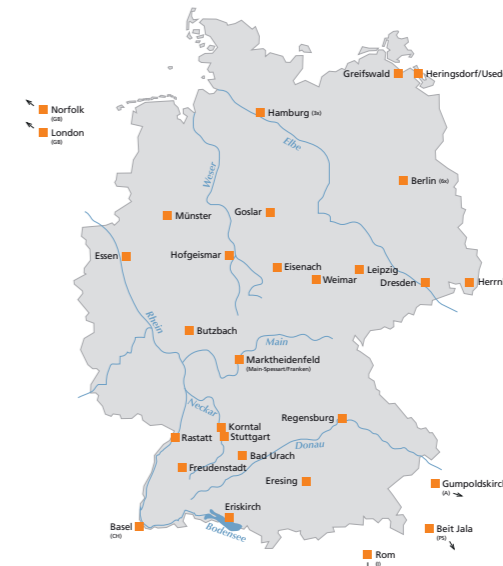 Greifswald
Heringsdorf/Used
Norfolk
(GB)
London
(GB)
Hamburg (3x)
Elbe
Weser
Berlin (6x)
Münster
Goslar
Essen
Hofgeismar
Eisenach
Weimar
Leipzig
Dresden
Herrn
Rhein
Butzbach
Main
Marktheidenfeld
(Main-Spessart/Franken)
Neckar
Korntal
Stuttgart
Regensburg
Rastatt
Donau
Bad Urach
Freudenstadt
Eresing
Gumpoldskirch
(A)
Eriskirch
Basel
(CH)
Bodensee
Beit Jala
(PS)
Rom
(I)